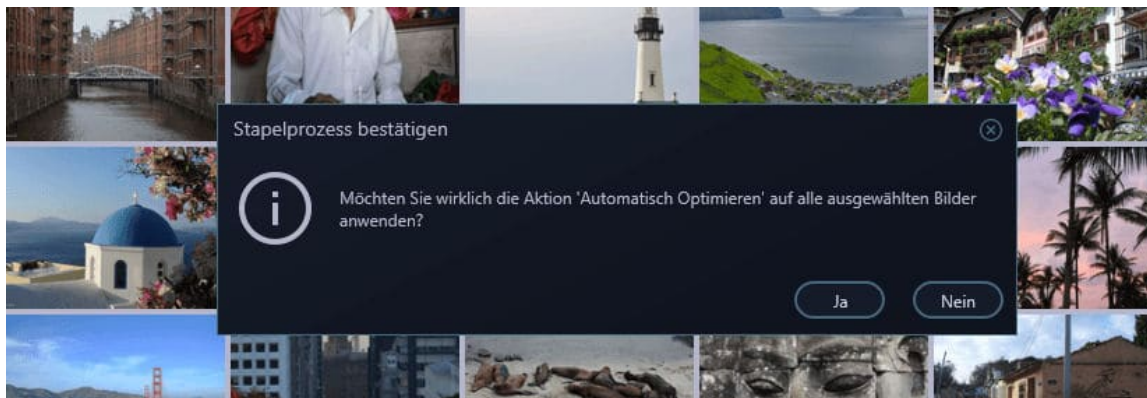 Stapelprozess bestätigen
Möchten Sie wirklich die Aktion 'Automatisch Optimieren' auf alle ausgewählten Bilder
anwenden?
Ja
Nein